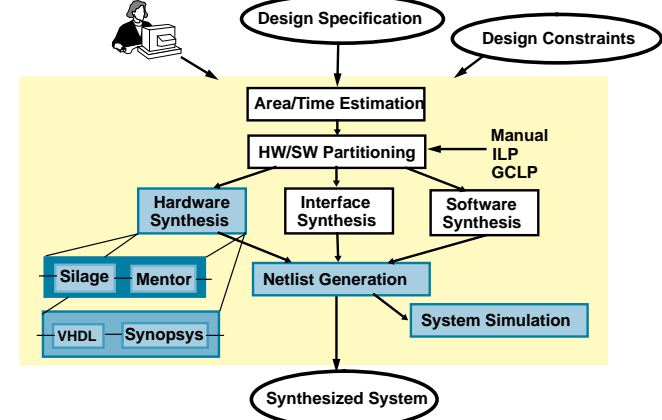 Design Specification
Design Constraints
Area/Time Estimation
HW/SW Partitioning
Manual
ILP
GCLP
Hardware
Synthesis
Interface
Synthesis
Software
Synthesis
Silage
Mentor
Netlist Generation
VHDL
Synopsys
System Simulation
Synthesized System